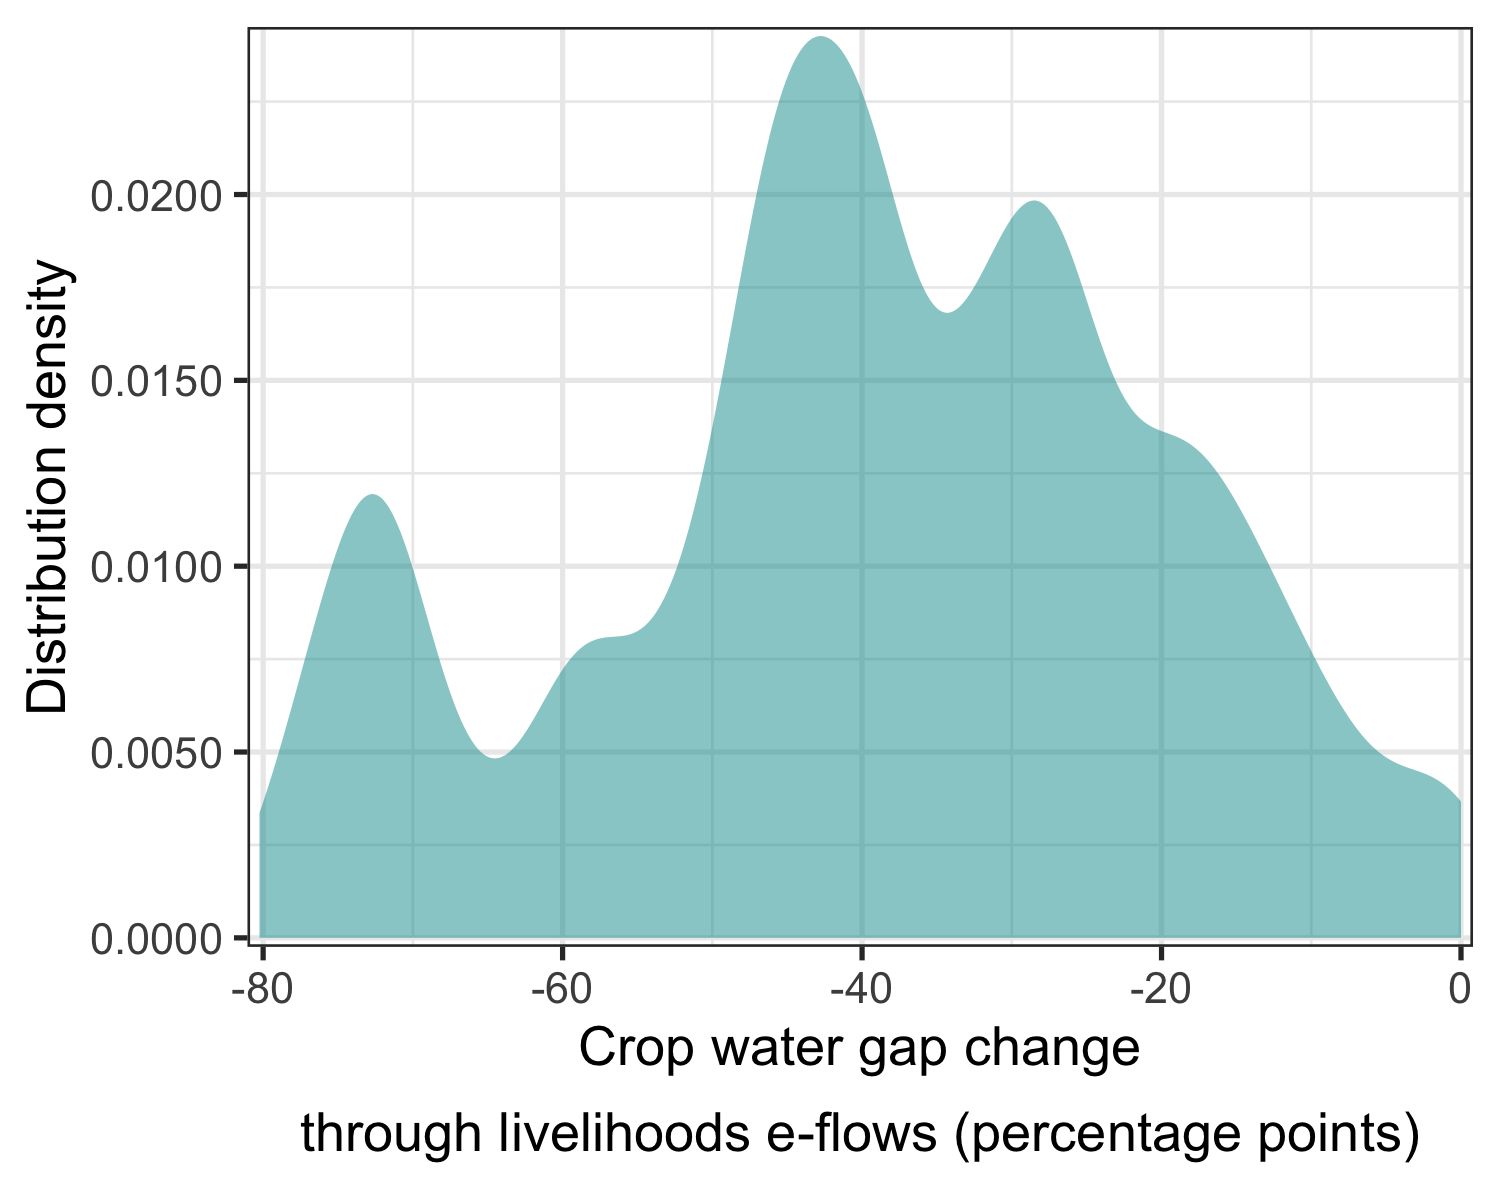 Distribution density
0.0200
0.0150
0.0100
0.0050
0.0000
-80 -60 -40 -20 0
Crop water gap change
through livelihoods e-flows (percentage points)